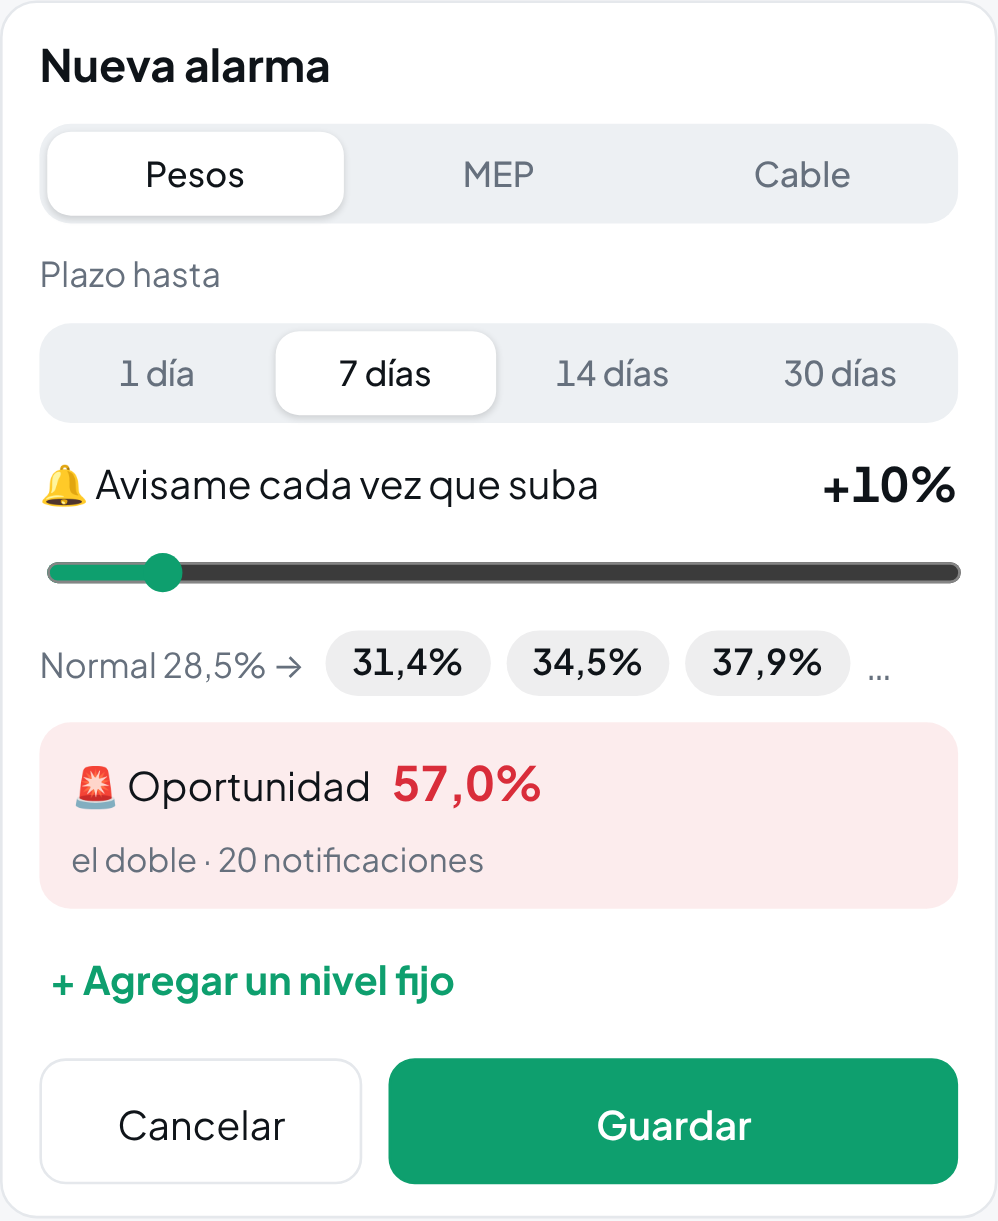 Nueva alarma
Pesos MEP Cable
Plazo hasta
1 día 7 días 14 días 30 días
🔔 Avisame cada vez que suba +10%
Normal 28,5% → 31,4% 34,5% 37,9% ...
🚨 Oportunidad 57,0%
el doble · 20 notificaciones
+ Agregar un nivel fijo
Cancelar Guardar